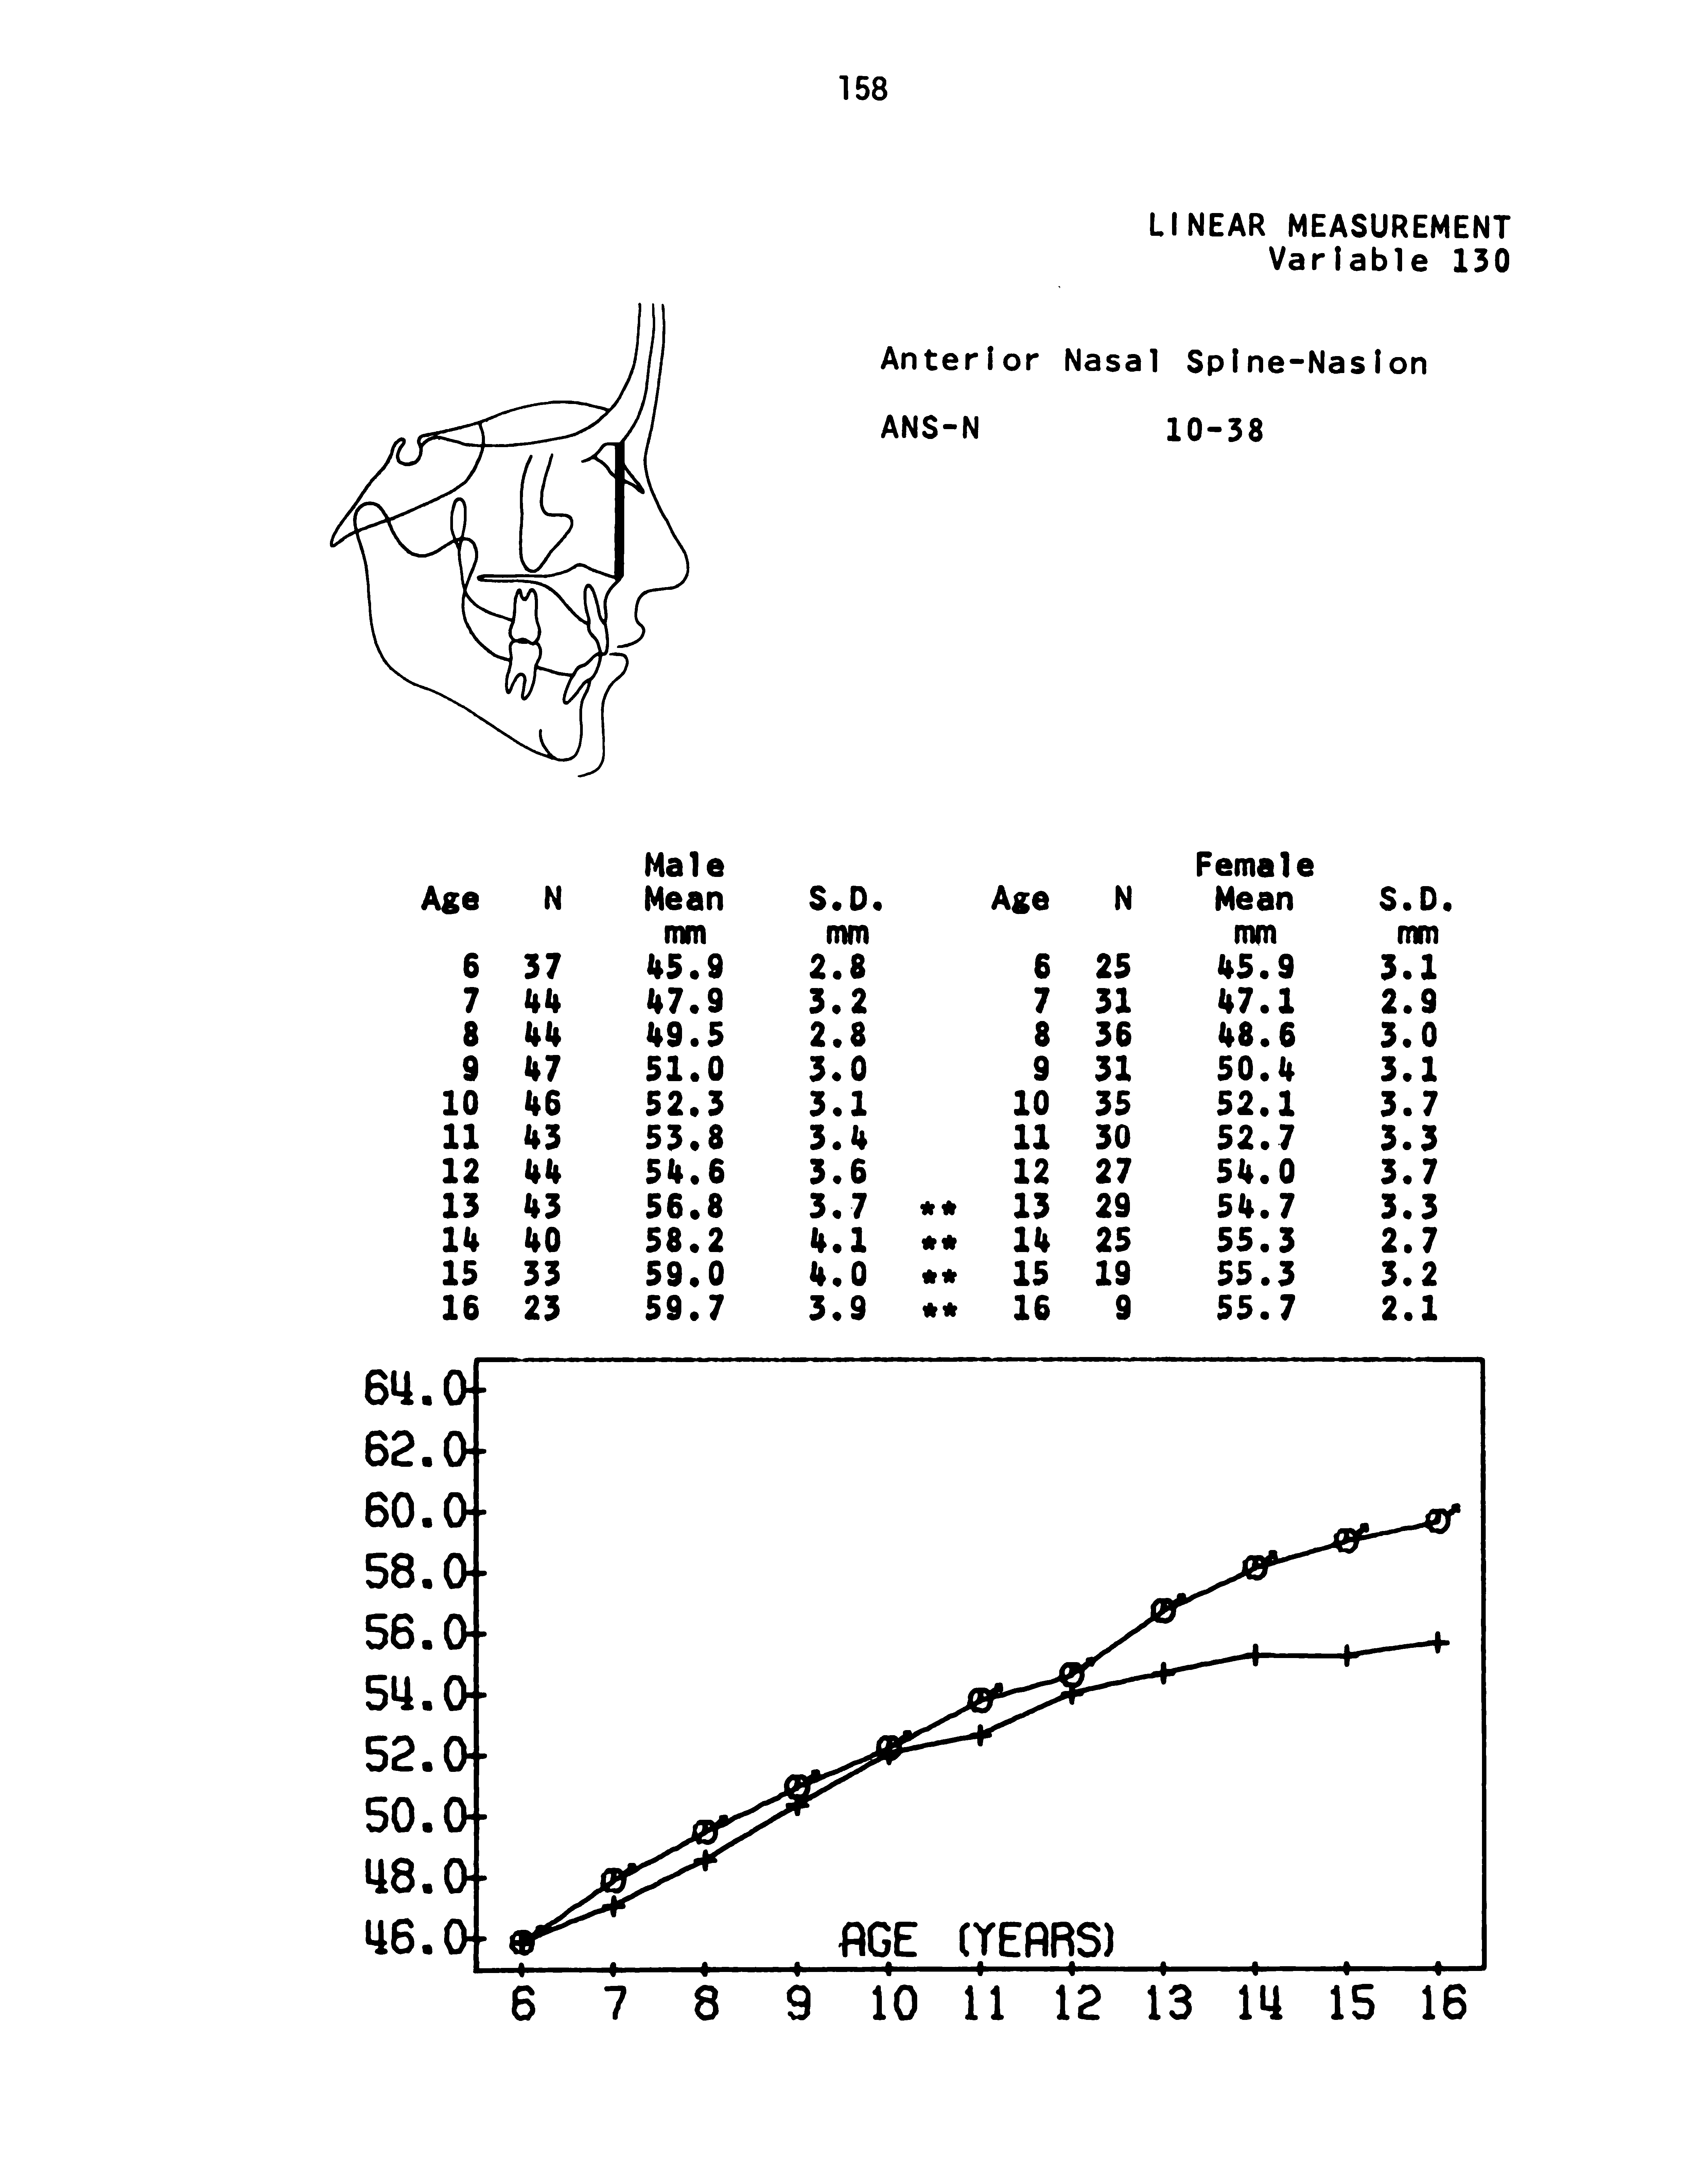 158
LINEAR MEASUREMENT
Variable 130
Anterior Nasal Spine-Nasion
ANS-N 10-38
Male Female
Age N Mean S.D. Age N Mean S.D.
mm mm mm mm
6 37 45.9 2.8 6 25 45.9 3.1
7 44 47.9 3.2 7 31 47.1 2.9
8 44 49.5 2.8 8 36 48.6 3.0
9 47 51.0 3.0 9 31 50.4 3.1
10 46 52.3 3.1 10 35 52.1 3.7
11 43 53.8 3.4 11 30 52.7 3.3
12 44 54.6 3.6 12 27 54.0 3.7
13 43 56.8 3.7 ** 13 29 54.7 3.3
14 40 58.2 4.1 ** 14 25 55.3 2.7
15 33 59.0 4.0 ** 15 19 55.3 3.2
16 23 59.7 3.9 ** 16 9 55.7 2.1
64.0
62.0
60.0
58.0
56.0
54.0
52.0
50.0
48.0
46.0
AGE (YEARS)
6 7 8 9 10 11 12 13 14 15 16